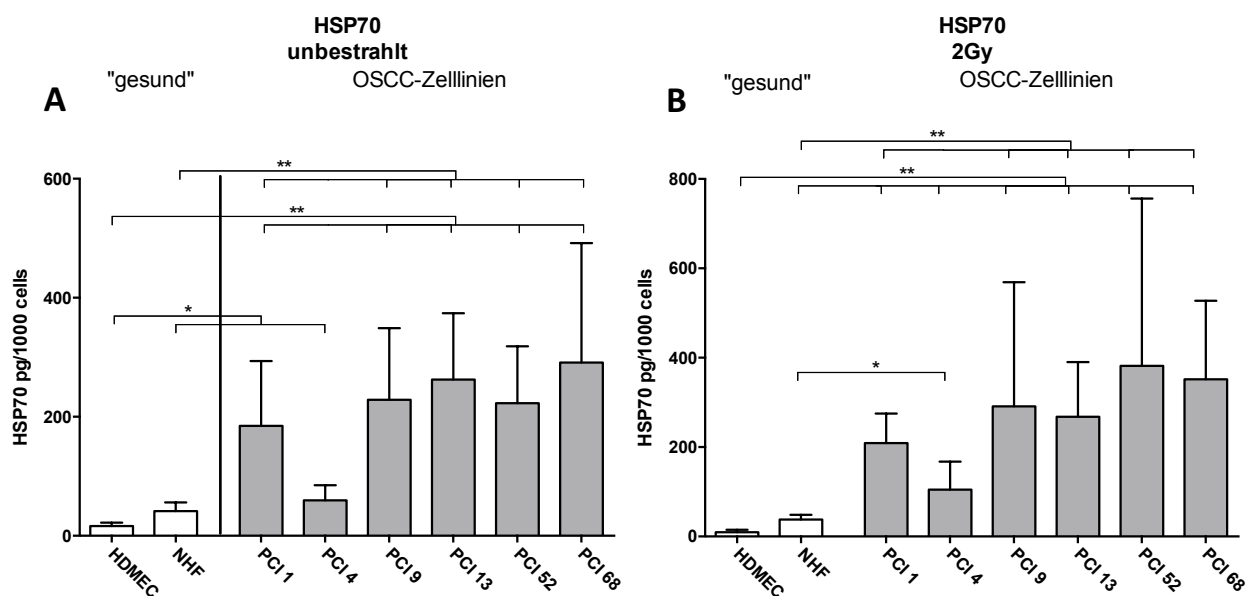 HSP70
unbestrahlt
"gesund" OSCC-Zelllinien
A
**
**
*
600
400
200
0
HSP70 pg/1000 cells
HDMEC
NHF
PCI 1
PCI 4
PCI 9
PCI 13
PCI 52
PCI 68
HSP70
2Gy
"gesund" OSCC-Zelllinien
B
**
**
*
800
600
400
200
0
HSP70 pg/1000 cells
HDMEC
NHF
PCI 1
PCI 4
PCI 9
PCI 13
PCI 52
PCI 68